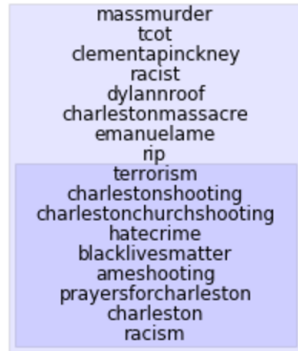 massmurder
tcot
clementapinckney
racist
dylannroof
charlestonmassacre
emanuelame
rip
terrorism
charlestonshooting
charlestonchurchshooting
hatecrime
blacklivesmatter
ameshooting
prayersforcharleston
charleston
racism